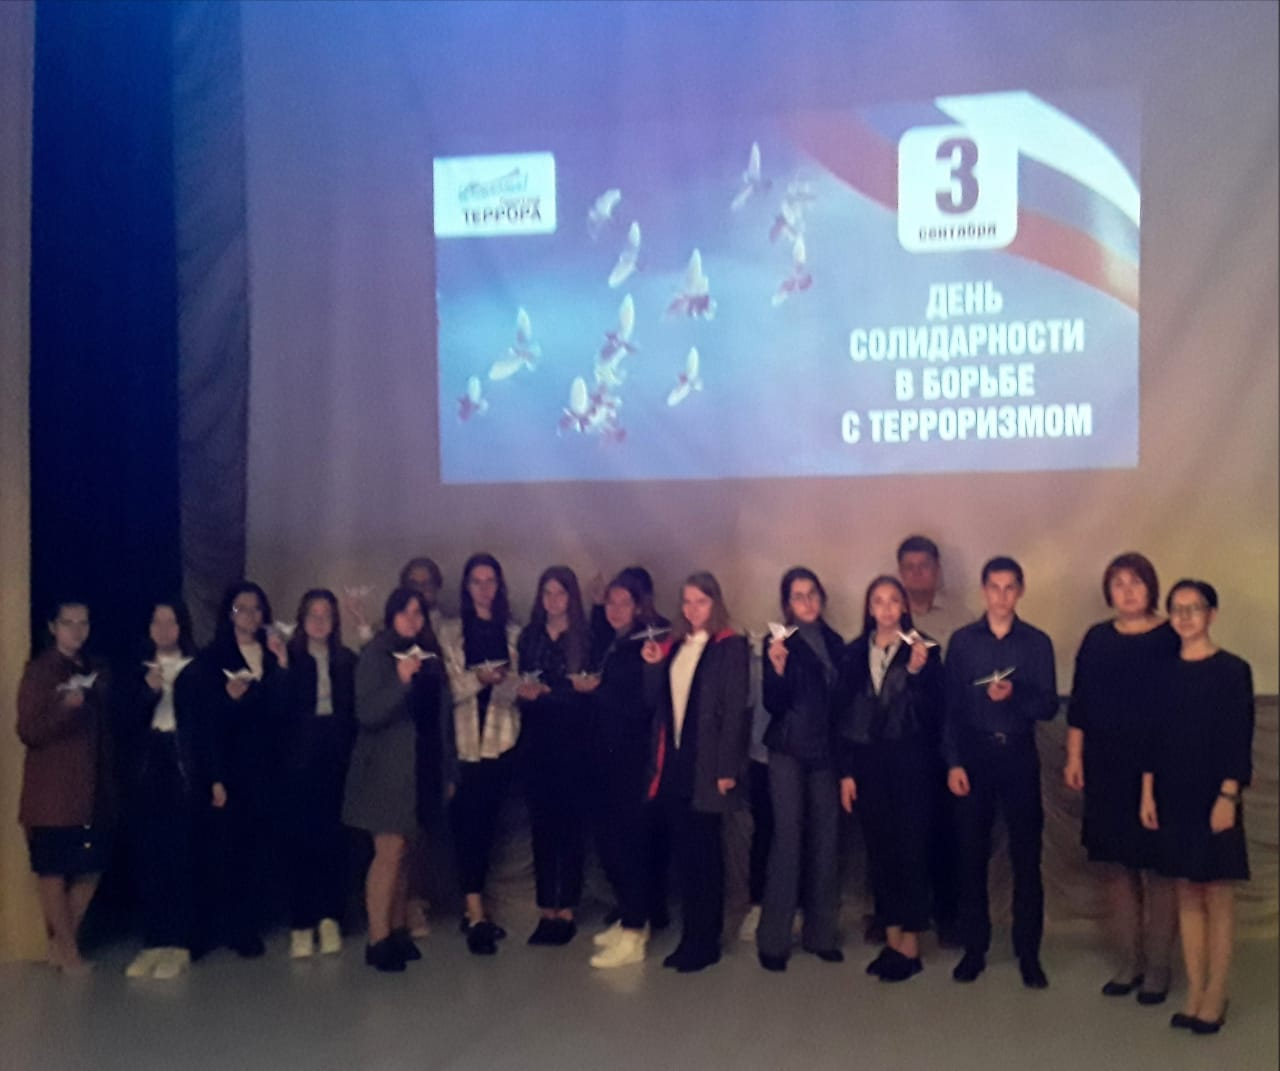 ТЕРРОРА
3
сентября
ДЕНЬ
СОЛИДАРНОСТИ
В БОРЬБЕ
С ТЕРРОРИЗМОМ